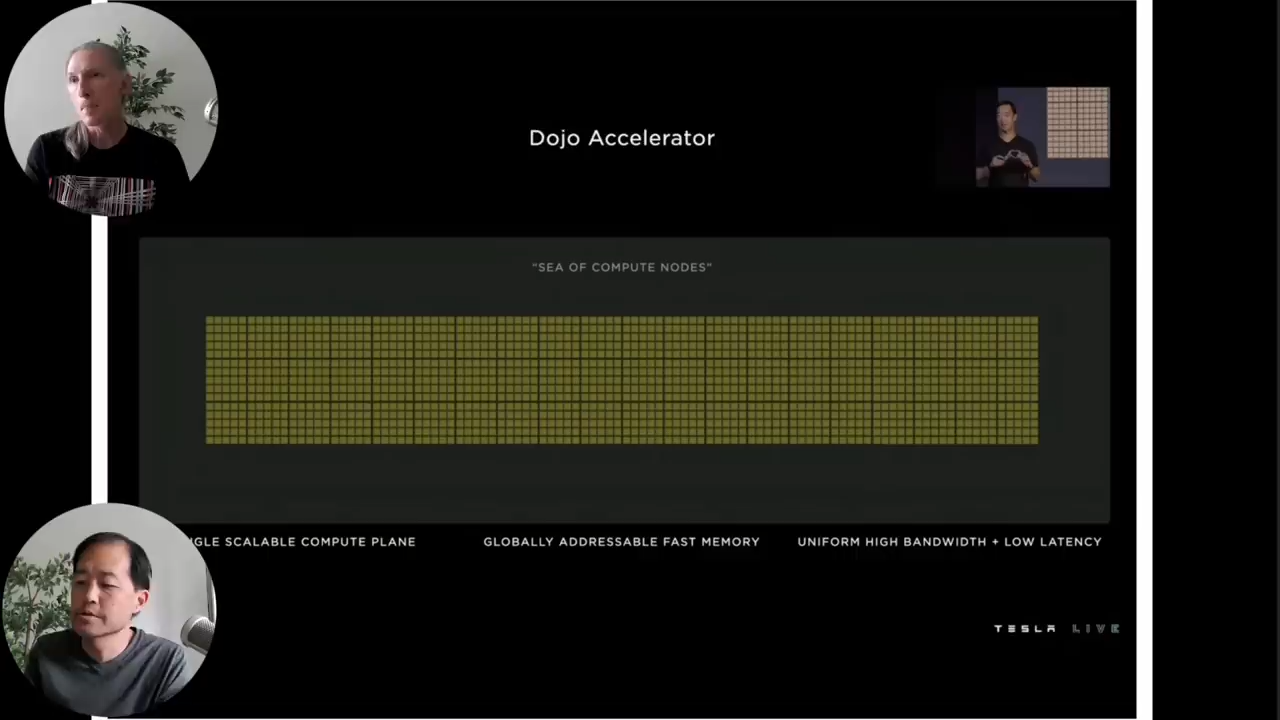 Dojo Accelerator
"SEA OF COMPUTE NODES"
SCALABLE COMPUTE PLANE
GLOBALLY ADDRESSABLE FAST MEMORY
UNIFORM HIGH BANDWIDTH + LOW LATENCY
TESLA LIVE